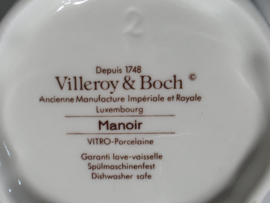 2
Depuis 1748
Villeroy & Boch ©
Ancienne Manufacture Impériale et Royale
Luxembourg
Manoir
VITRO-Porcelaine
Garanti lave-vaisselle
Spülmaschinenfest
Dishwasher safe